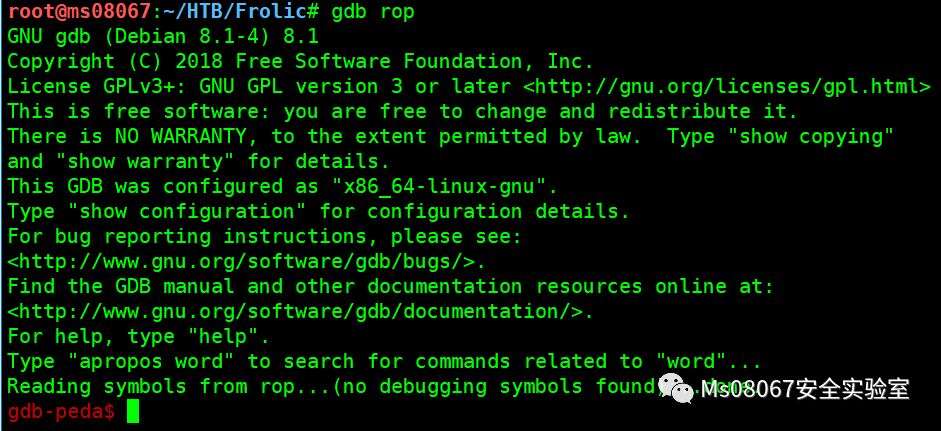 root@ms08067:~/HTB/Frolic# gdb rop
GNU gdb (Debian 8.1-4) 8.1
Copyright (C) 2018 Free Software Foundation, Inc.
License GPLv3+: GNU GPL version 3 or later <http://gnu.org/licenses/gpl.html>
This is free software: you are free to change and redistribute it.
There is NO WARRANTY, to the extent permitted by law.  Type "show copying"
and "show warranty" for details.
This GDB was configured as "x86_64-linux-gnu".
Type "show configuration" for configuration details.
For bug reporting instructions, please see:
<http://www.gnu.org/software/gdb/bugs/>.
Find the GDB manual and other documentation resources online at:
<http://www.gnu.org/software/gdb/documentation/>.
For help, type "help".
Type "apropos word" to search for commands related to "word"...
Reading symbols from rop...(no debugging symbols found)...done.
Ms08067安全实验室
gdb-peda$